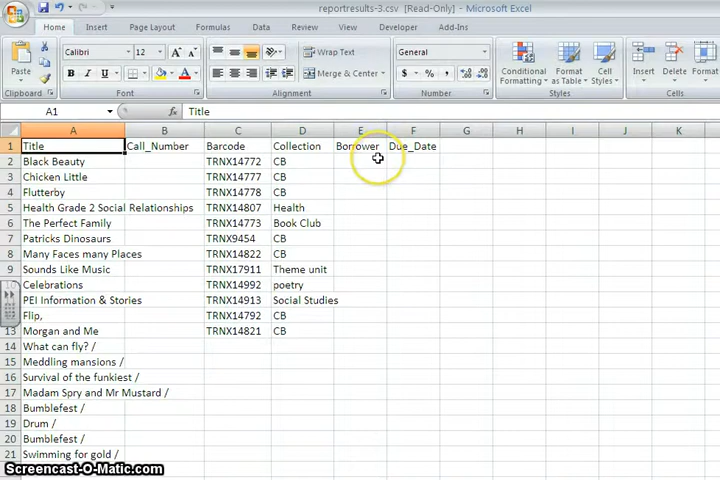 reportresults-3.csv [Read-Only] - Microsoft Excel
Home Insert Page Layout Formulas Data Review View Developer Add-Ins
Calibri 12 A A Wrap Text General
Paste Conditional Formatting Format as Table Cell Styles Insert Delete Format
B I U A Merge & Center $ % ,
Clipboard Font Alignment Number Styles Cells
A1 fx Title
A B C D E F G H I J K
1 Title Call_Number Barcode Collection Borrower Due_Date
2 Black Beauty TRNX14772 CB
3 Chicken Little TRNX14777 CB
4 Flutterby TRNX14778 CB
5 Health Grade 2 Social Relationships TRNX14807 Health
6 The Perfect Family TRNX14773 Book Club
7 Patricks Dinosaurs TRNX9454 CB
8 Many Faces many Places TRNX14822 CB
9 Sounds Like Music TRNX17911 Theme unit
10 Celebrations TRNX14992 poetry
PEI Information & Stories TRNX14913 Social Studies
Flip, TRNX14792 CB
13 Morgan and Me TRNX14821 CB
14 What can fly? /
15 Meddling mansions /
16 Survival of the funkiest /
17 Madam Spry and Mr Mustard /
18 Bumblefest /
19 Drum /
20 Bumblefest /
21 Swimming for gold /
Screencast-O-Matic.com